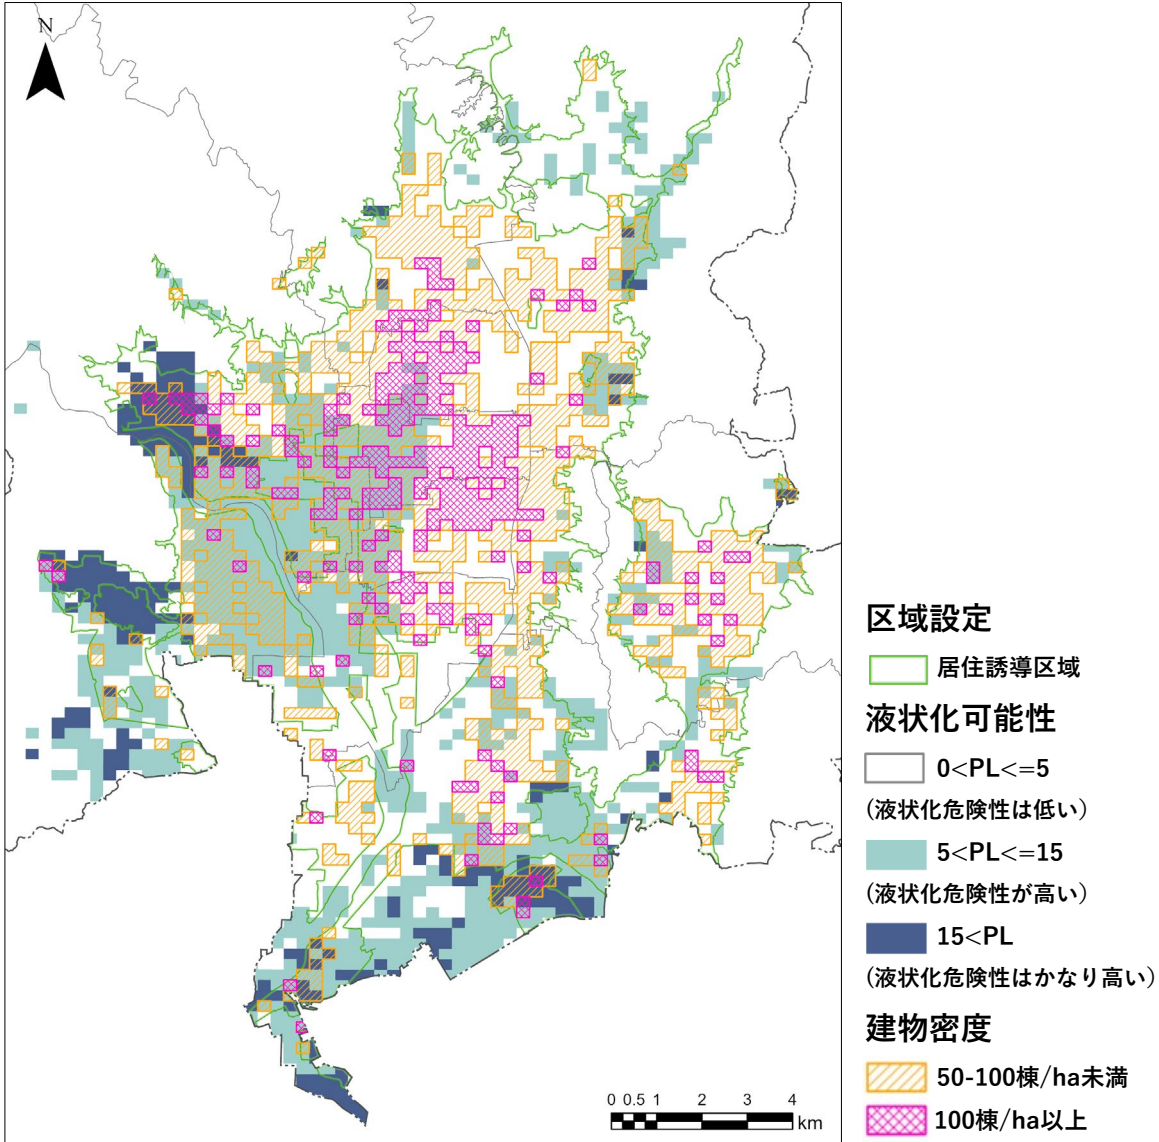 N
区域設定
居住誘導区域
液状化可能性
0<PL<=5
(液状化危険性は低い)
5<PL<=15
(液状化危険性が高い)
15<PL
(液状化危険性はかなり高い)
建物密度
50-100棟/ha未満
100棟/ha以上
0 0.5 1 2 3 4
km